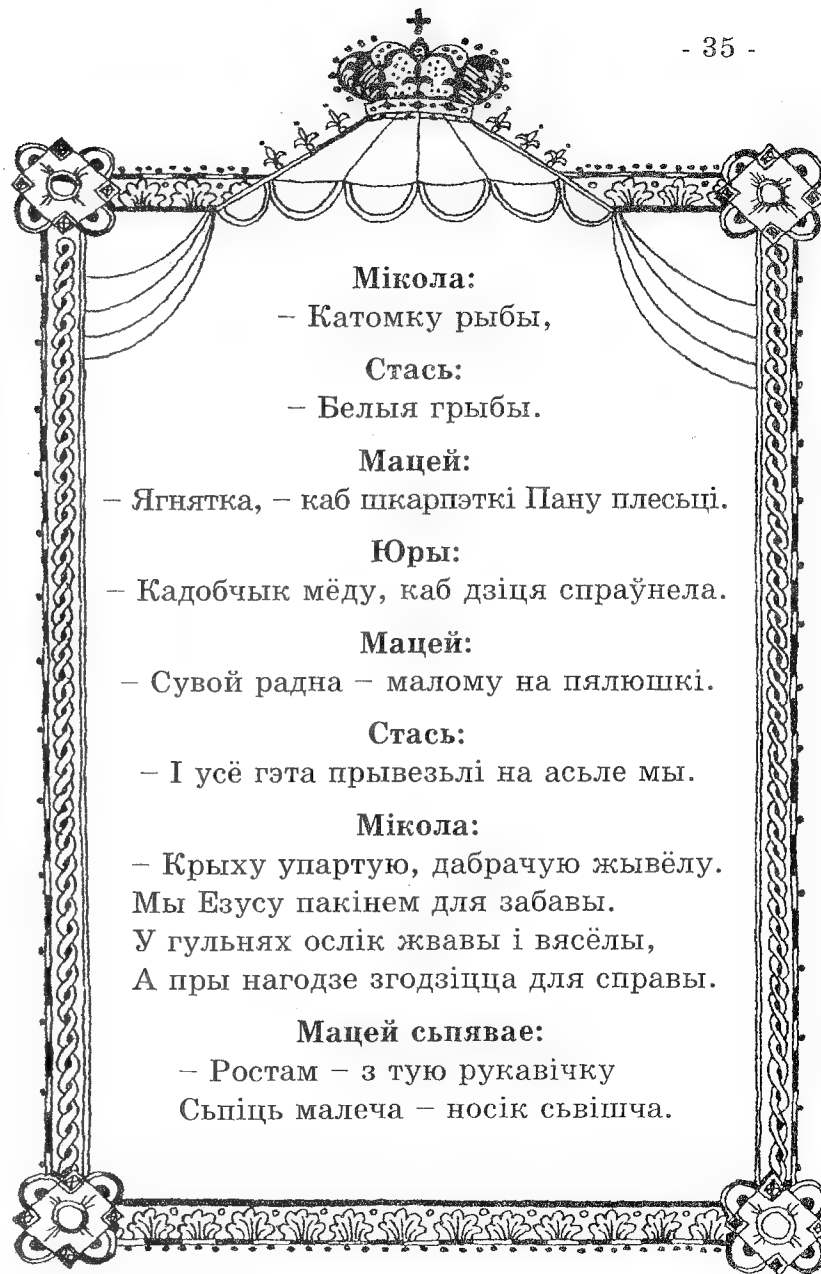 - 35 -
Мікола:
– Катомку рыбы,
Стась:
– Белыя грыбы.
Мацей:
– Ягнятка, – каб шкарпэткі Пану плесьці.
Юры:
– Кадобчык мёду, каб дзіця спраўнела.
Мацей:
– Сувой радна – малому на пялюшкі.
Стась:
– І усё гэта прывезьлі на асьле мы.
Мікола:
– Крыху упартую, дабрачую жывёлу.
Мы Езусу пакінем для забавы.
У гульнях ослік жвавы і вясёлы,
А пры нагодзе згодзіцца для справы.
Мацей сьпявае:
– Ростам – з тую рукавічку
Сьпіць малеча – носік сьвішча.